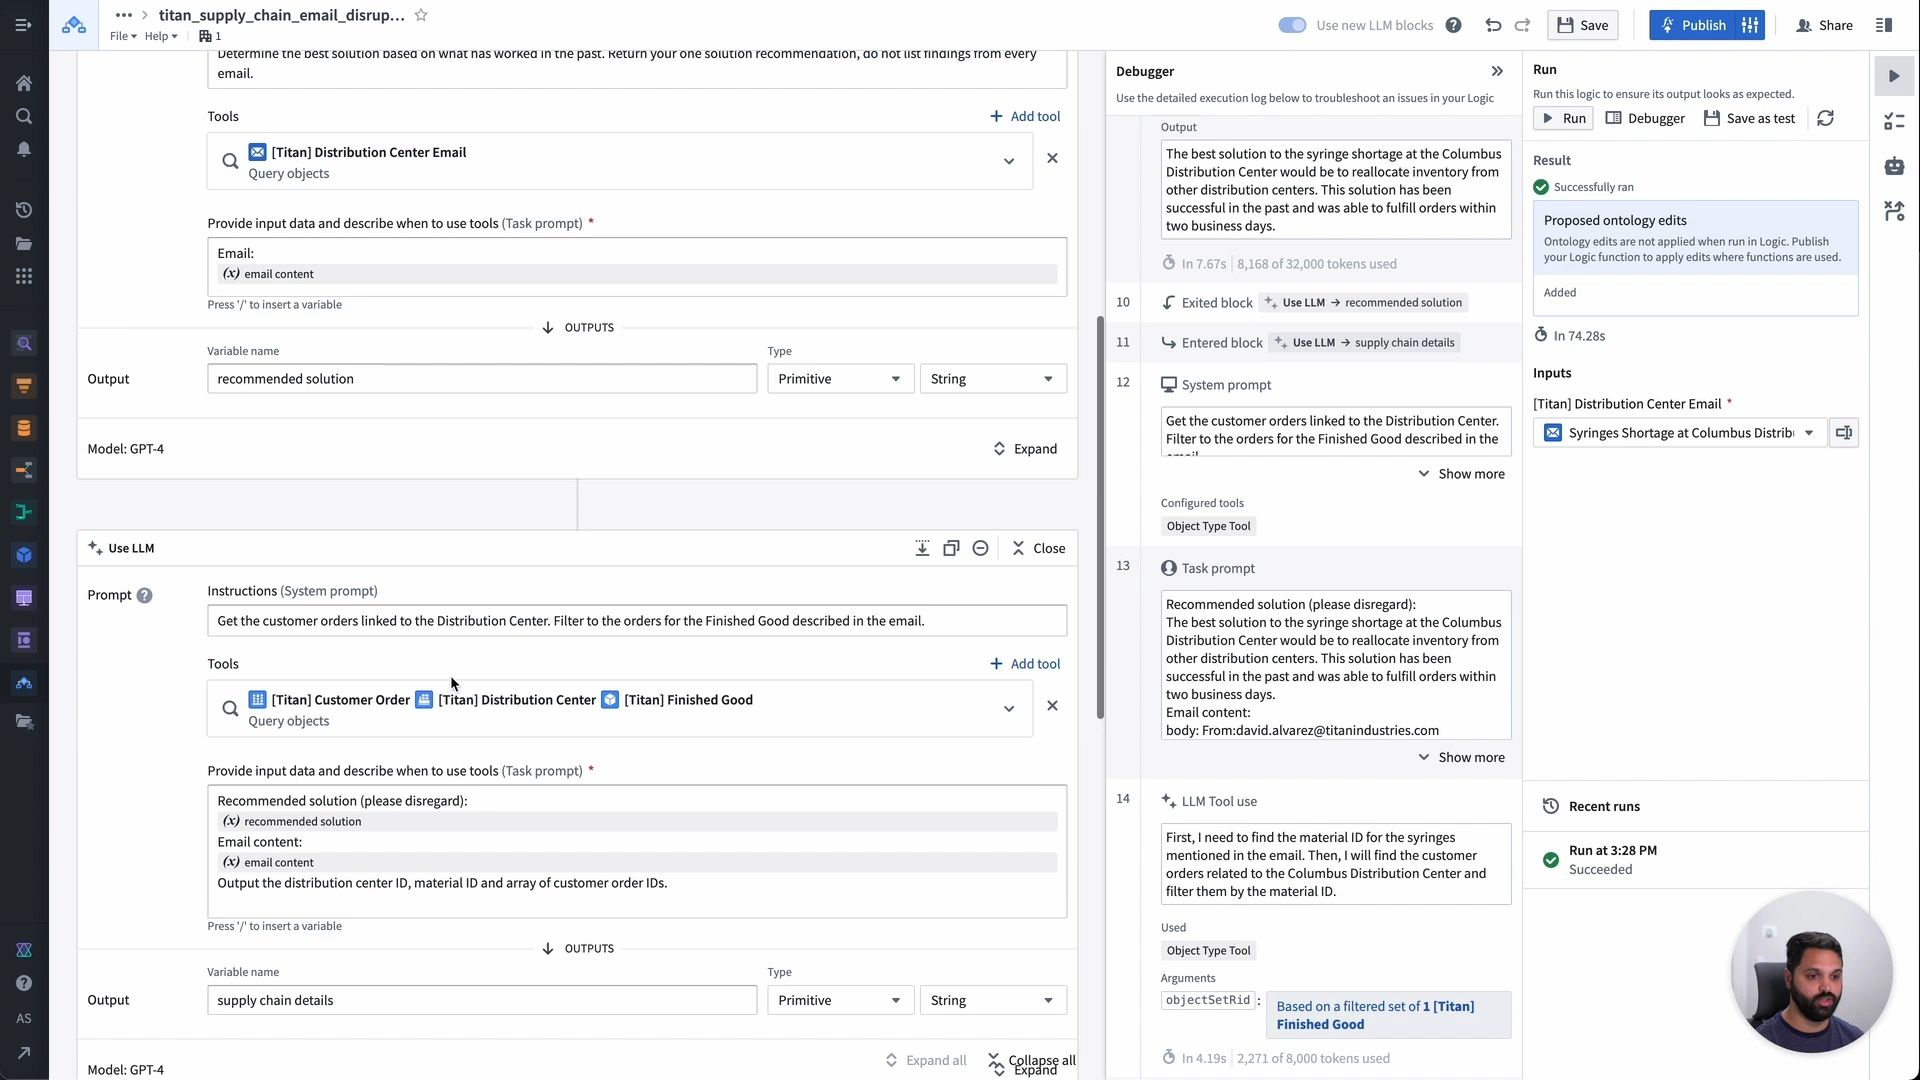 titan_supply_chain_email_disrup...
File
Help
1
Use new LLM blocks
Save
Publish
Share
Determine the best solution based on what has worked in the past. Return your one solution recommendation, do not list findings from every
email.
Tools
Add tool
[Titan] Distribution Center Email
Query objects
Provide input data and describe when to use tools (Task prompt) *
Email:
(x) email content
Press '/' to insert a variable
OUTPUTS
Variable name
Type
Output
recommended solution
Primitive
String
Model: GPT-4
Expand
Use LLM
Close
Prompt
Instructions (System prompt)
Get the customer orders linked to the Distribution Center. Filter to the orders for the Finished Good described in the email.
Tools
Add tool
[Titan] Customer Order [Titan] Distribution Center [Titan] Finished Good
Query objects
Provide input data and describe when to use tools (Task prompt) *
Recommended solution (please disregard):
(x) recommended solution
Email content:
(x) email content
Output the distribution center ID, material ID and array of customer order IDs.
Press '/' to insert a variable
OUTPUTS
Variable name
Type
Output
supply chain details
Primitive
String
Expand all
Collapse all
Model: GPT-4
Expand
AS
Debugger
Use the detailed execution log below to troubleshoot an issues in your Logic
Output
The best solution to the syringe shortage at the Columbus
Distribution Center would be to reallocate inventory from
other distribution centers. This solution has been
successful in the past and was able to fulfill orders within
two business days.
In 7.67s | 8,168 of 32,000 tokens used
10 Exited block Use LLM → recommended solution
11 Entered block Use LLM → supply chain details
12 System prompt
Get the customer orders linked to the Distribution Center.
Filter to the orders for the Finished Good described in the
email.
Show more
Configured tools
Object Type Tool
13 Task prompt
Recommended solution (please disregard):
The best solution to the syringe shortage at the Columbus
Distribution Center would be to reallocate inventory from
other distribution centers. This solution has been
successful in the past and was able to fulfill orders within
two business days.
Email content:
body: From:david.alvarez@titanindustries.com
Show more
14 LLM Tool use
First, I need to find the material ID for the syringes
mentioned in the email. Then, I will find the customer
orders related to the Columbus Distribution Center and
filter them by the material ID.
Used
Object Type Tool
Arguments
objectSetRid :
Based on a filtered set of 1 [Titan]
Finished Good
In 4.19s | 2,271 of 8,000 tokens used
Run
Run this logic to ensure its output looks as expected.
Run
Debugger
Save as test
Result
Successfully ran
Proposed ontology edits
Ontology edits are not applied when run in Logic. Publish
your Logic function to apply edits where functions are used.
Added
In 74.28s
Inputs
[Titan] Distribution Center Email *
Syringes Shortage at Columbus Distrib
Recent runs
Run at 3:28 PM
Succeeded